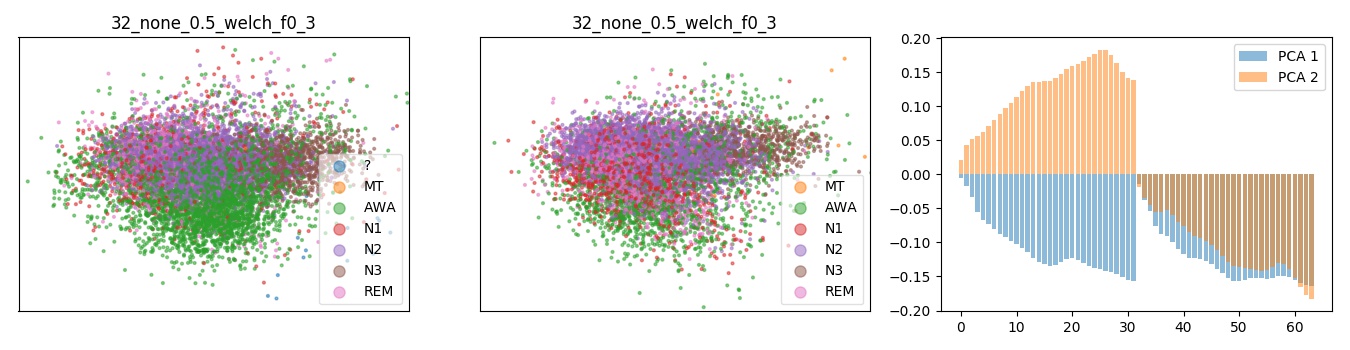 32_none_0.5_welch_f0_3
?
MT
AWA
N1
N2
N3
REM
32_none_0.5_welch_f0_3
MT
AWA
N1
N2
N3
REM
0.20
0.15
0.10
0.05
0.00
−0.05
−0.10
−0.15
−0.20
0 10 20 30 40 50 60
PCA 1
PCA 2